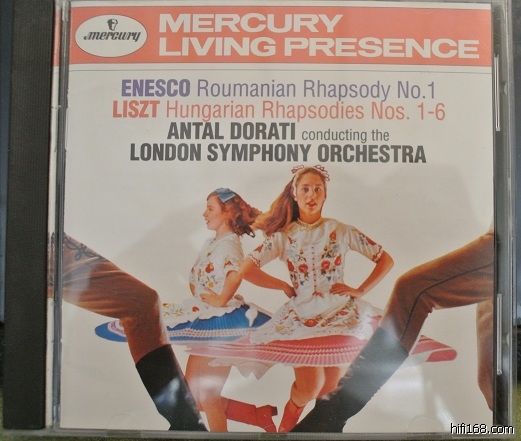 Mercury
MERCURY
LIVING PRESENCE
ENESCO Roumanian Rhapsody No.1
LISZT Hungarian Rhapsodies Nos. 1-6
ANTAL DORATI conducting the
LONDON SYMPHONY ORCHESTRA
hifi168.com